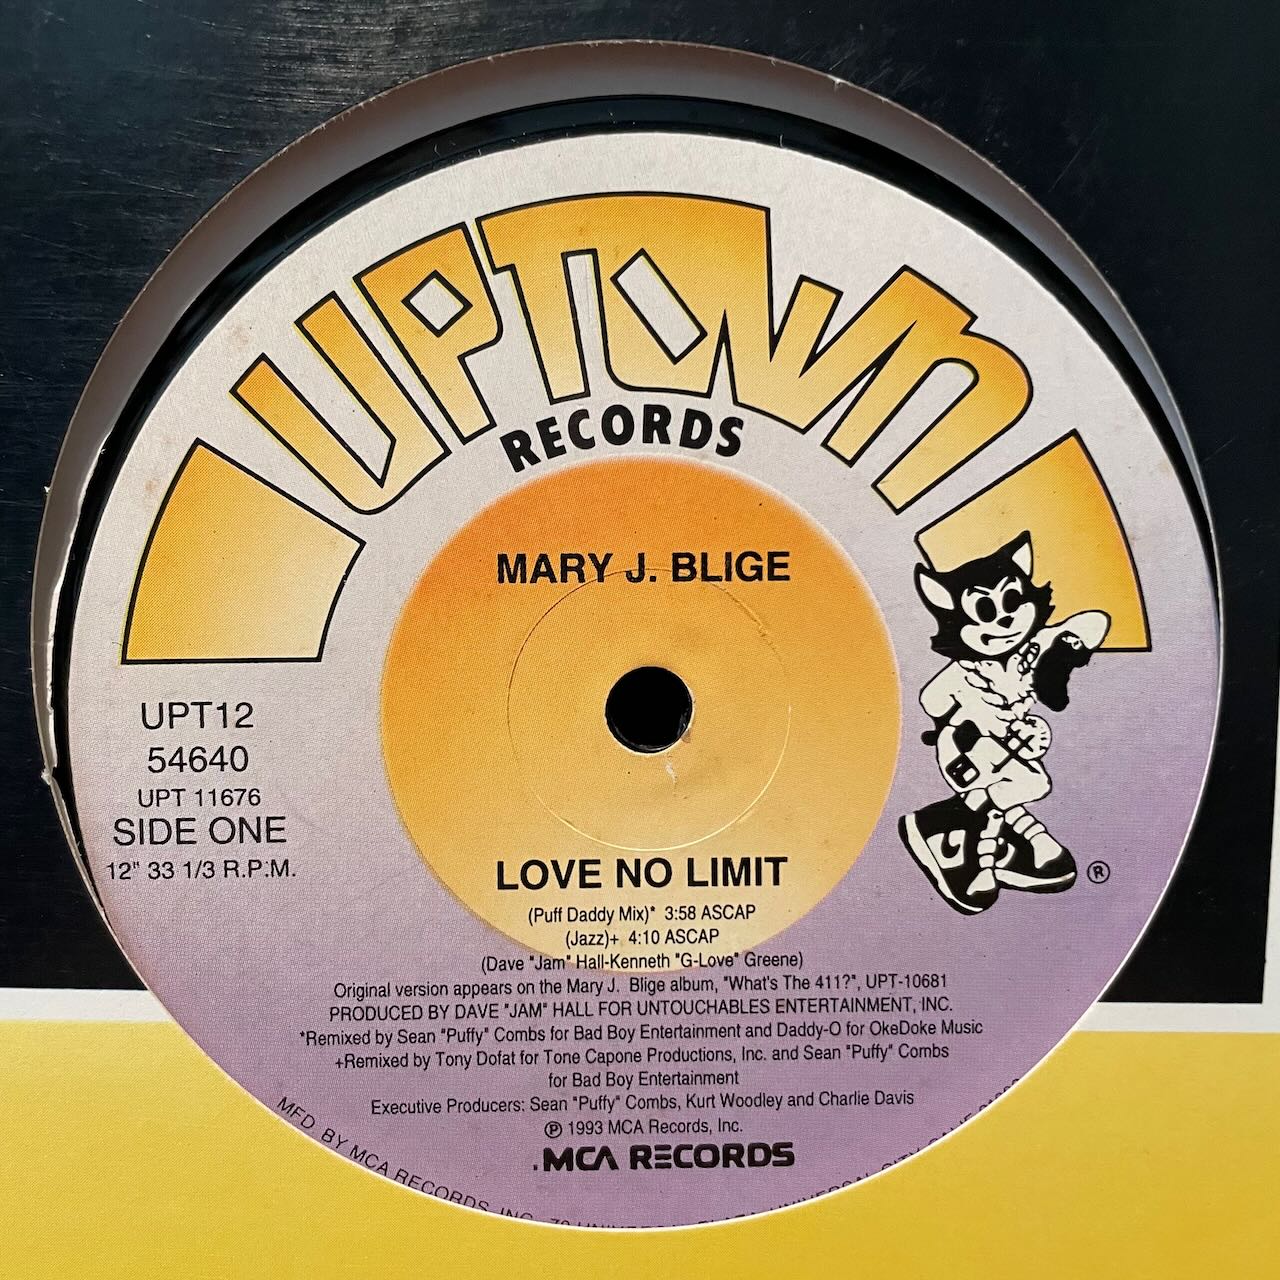 UPTOWN
RECORDS
MARY J. BLIGE
UPT12
54640
UPT 11676
SIDE ONE
12" 33 1/3 R.P.M.
®
LOVE NO LIMIT
(Puff Daddy Mix)* 3:58 ASCAP
(Jazz)+ 4:10 ASCAP
(Dave "Jam" Hall-Kenneth "G-Love" Greene)
Original version appears on the Mary J. Blige album, "What's The 411?", UPT-10681
PRODUCED BY DAVE "JAM" HALL FOR UNTOUCHABLES ENTERTAINMENT, INC.
*Remixed by Sean "Puffy" Combs for Bad Boy Entertainment and Daddy-O for OkeDoke Music
+Remixed by Tony Dofat for Tone Capone Productions, Inc. and Sean "Puffy" Combs
for Bad Boy Entertainment
Executive Producers: Sean "Puffy" Combs, Kurt Woodley and Charlie Davis
℗ 1993 MCA Records, Inc.
.MCA RECORDS
MFD. BY MCA RECORDS, INC., 70 UNIVERSAL